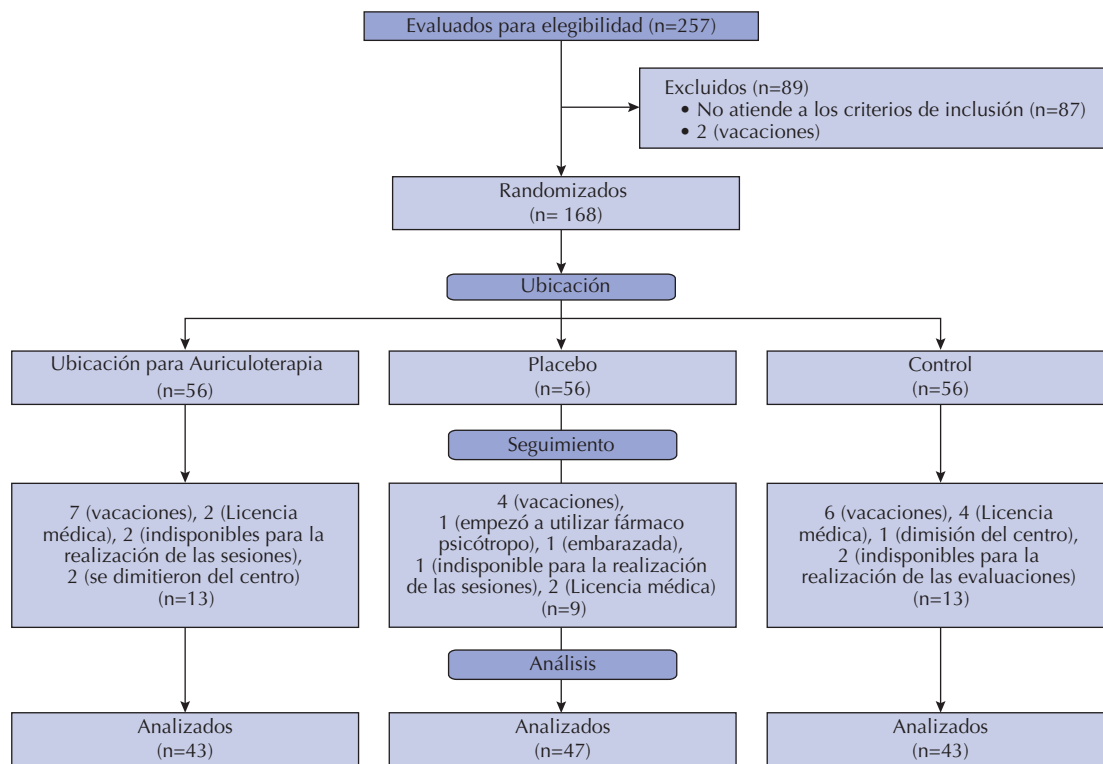 Evaluados para elegibilidad (n=257)
Excluidos (n=89)
• No atiende a los criterios de inclusión (n=87)
• 2 (vacaciones)
Randomizados
(n= 168)
Ubicación
Ubicación para Auriculoterapia
(n=56)
Placebo
(n=56)
Control
(n=56)
Seguimiento
7 (vacaciones), 2 (Licencia
médica), 2 (indisponibles para la
realización de las sesiones),
2 (se dimitieron del centro)
(n=13)
4 (vacaciones),
1 (empezó a utilizar fármaco
psicótropo), 1 (embarazada),
1 (indisponible para la realización
de las sesiones), 2 (Licencia médica)
(n=9)
6 (vacaciones), 4 (Licencia
médica), 1 (dimisión del centro),
2 (indisponibles para la
realización de las evaluaciones)
(n=13)
Análisis
Analizados
(n=43)
Analizados
(n=47)
Analizados
(n=43)